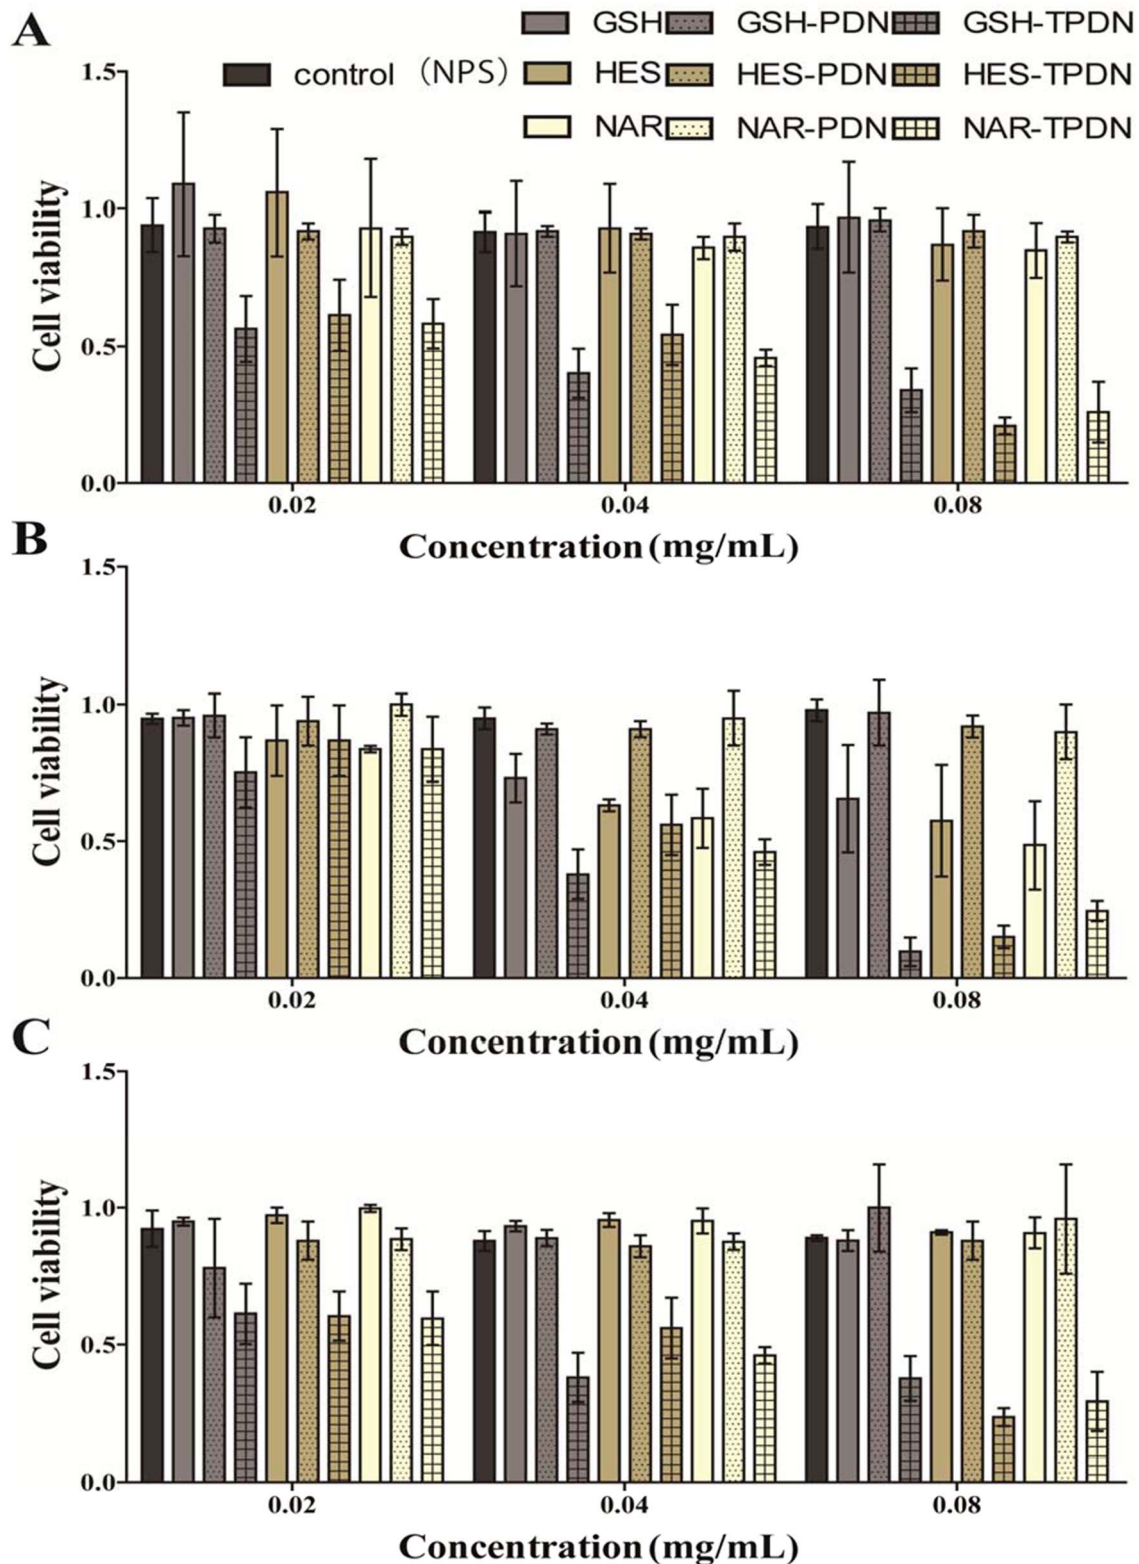 A
GSH GSH-PDN GSH-TPDN
control （NPS） HES HES-PDN HES-TPDN
NAR NAR-PDN NAR-TPDN
1.5
1.0
0.5
0.0
Cell viability
0.02 0.04 0.08
Concentration (mg/mL)
B
1.5
1.0
0.5
0.0
Cell viability
0.02 0.04 0.08
Concentration (mg/mL)
C
1.5
1.0
0.5
0.0
Cell viability
0.02 0.04 0.08
Concentration (mg/mL)